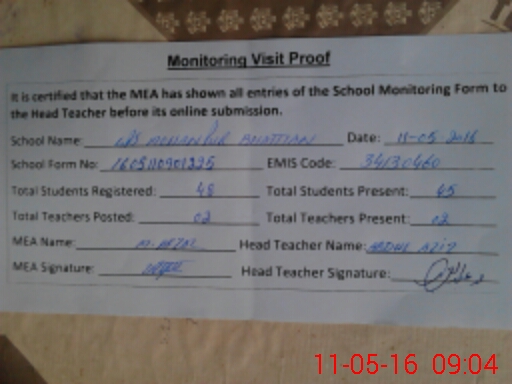 Monitoring Visit Proof
It is certified that the MEA has shown all entries of the School Monitoring Form to
the Head Teacher before its online submission.
School Name: Date: 11-05-2016
School Form No: EMIS Code: 34130460
Total Students Registered: 48 Total Students Present: 45
Total Teachers Posted: 02 Total Teachers Present: 02
MEA Name: M. AFZAL Head Teacher Name: ABDUL AZIZ
MEA Signature: Head Teacher Signature:
11-05-16 09:04